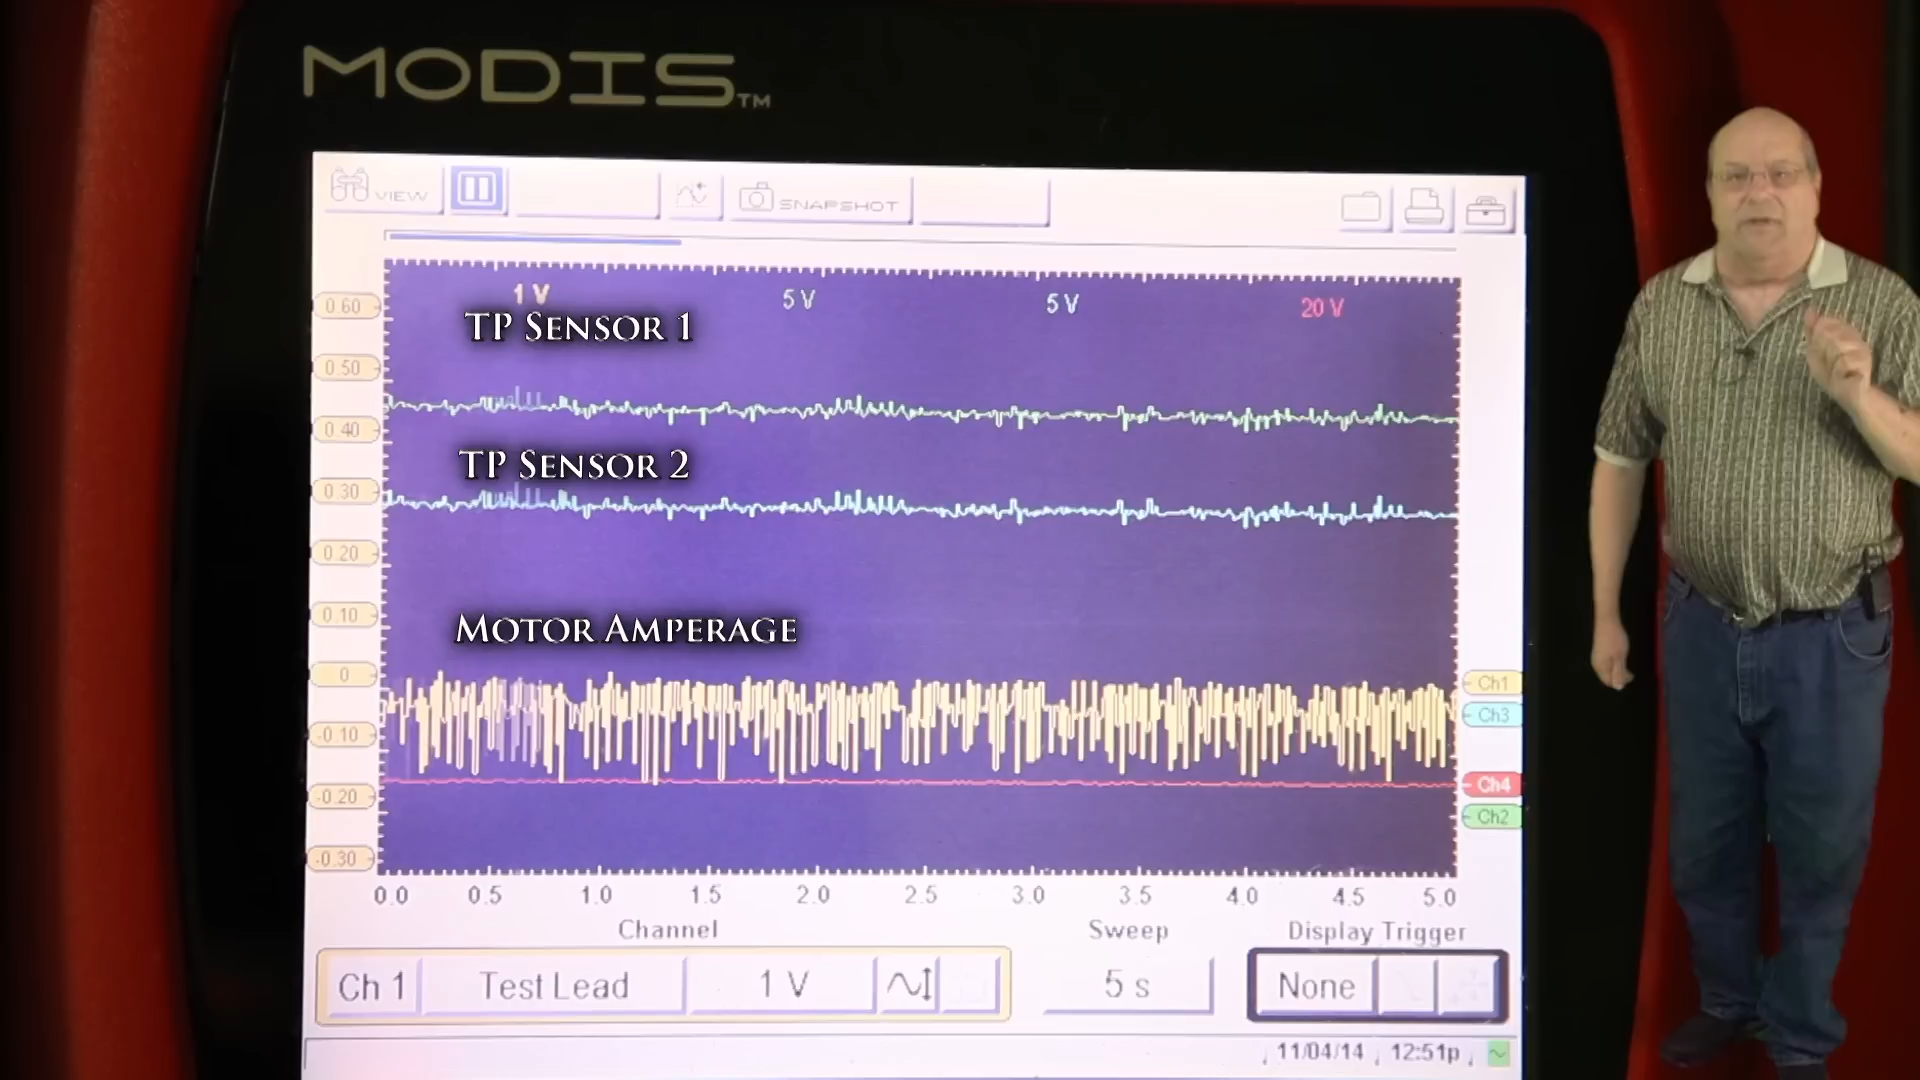 MODIS™
VIEW
SNAPSHOT
1 V 5 V 5 V 20 V
TP SENSOR 1
TP SENSOR 2
MOTOR AMPERAGE
0.60
0.50
0.40
0.30
0.20
0.10
0
-0.10
-0.20
-0.30
Ch1
Ch3
Ch4
Ch2
0.0 0.5 1.0 1.5 2.0 2.5 3.0 3.5 4.0 4.5 5.0
Channel Sweep Display Trigger
Ch 1 Test Lead 1 V 5 s None
11/04/14 12:51p